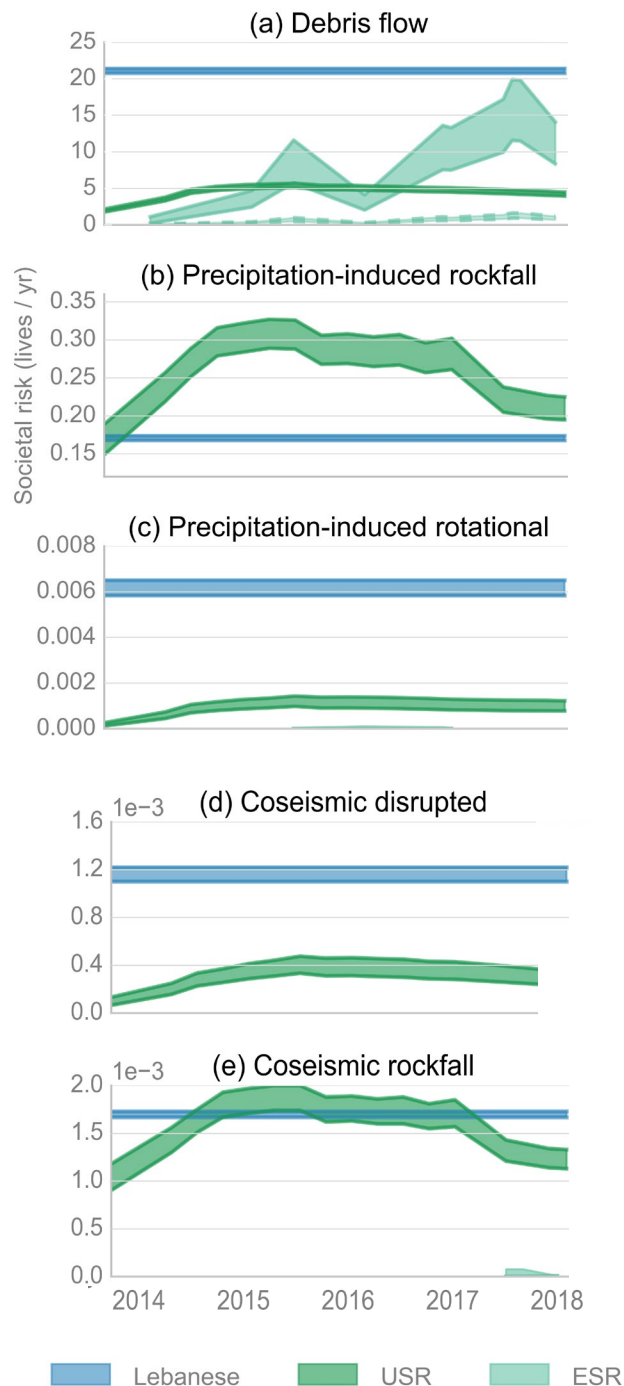 (a) Debris flow
25
20
15
10
5
0
(b) Precipitation-induced rockfall
Societal risk (lives / yr)
0.35
0.30
0.25
0.20
0.15
(c) Precipitation-induced rotational
0.008
0.006
0.004
0.002
0.000
(d) Coseismic disrupted
1e−3
1.6
1.2
0.8
0.4
0.0
(e) Coseismic rockfall
1e−3
2.0
1.5
1.0
0.5
0.0
2014 2015 2016 2017 2018
Lebanese USR ESR